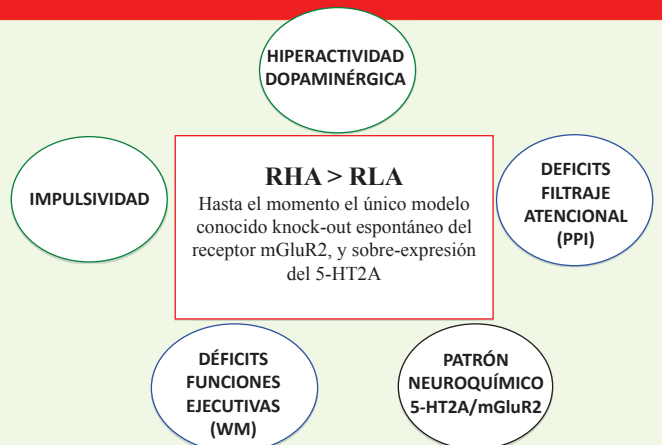 HIPERACTIVIDAD
DOPAMINÉRGICA
IMPULSIVIDAD
RHA > RLA
Hasta el momento el único modelo
conocido knock-out espontáneo del
receptor mGluR2, y sobre-expresión
del 5-HT2A
DEFICITS
FILTRAJE
ATENCIONAL
(PPI)
DÉFICITS
FUNCIONES
EJECUTIVAS
(WM)
PATRÓN
NEUROQUÍMICO
5-HT2A/mGluR2